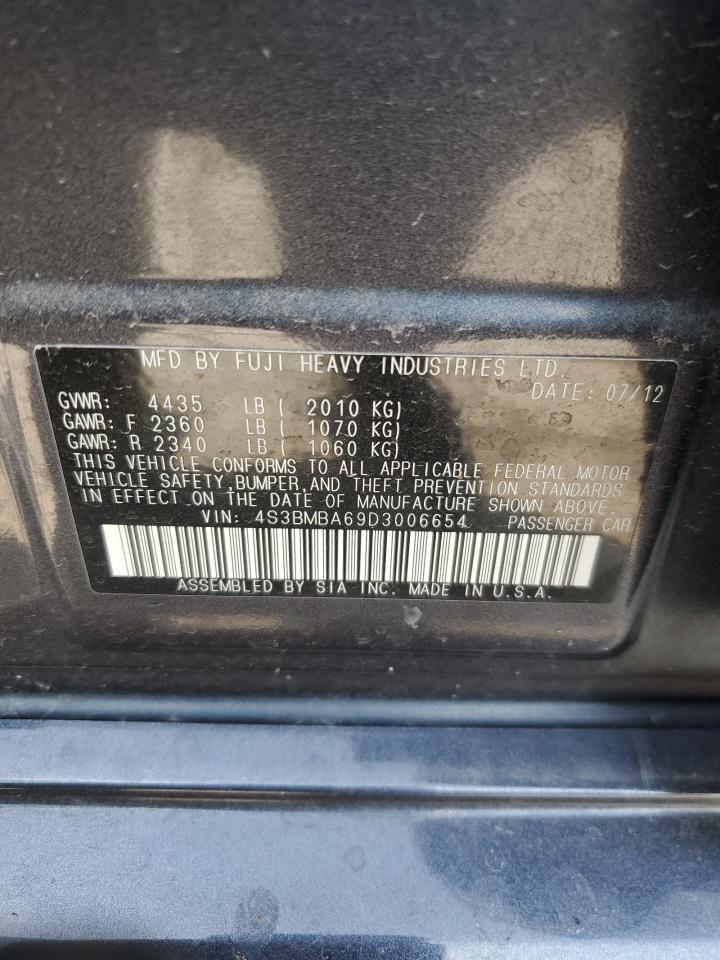 MFD BY FUJI HEAVY INDUSTRIES LTD.
DATE: 07/12
GVWR: 4435 LB ( 2010 KG)
GAWR: F 2360 LB ( 1070 KG)
GAWR: R 2340 LB ( 1060 KG)
THIS VEHICLE CONFORMS TO ALL APPLICABLE FEDERAL MOTOR
VEHICLE SAFETY, BUMPER, AND THEFT PREVENTION STANDARDS
IN EFFECT ON THE DATE OF MANUFACTURE SHOWN ABOVE.
VIN: 4S3BMBA69D3006654 PASSENGER CAR
ASSEMBLED BY SIA INC. MADE IN U.S.A.